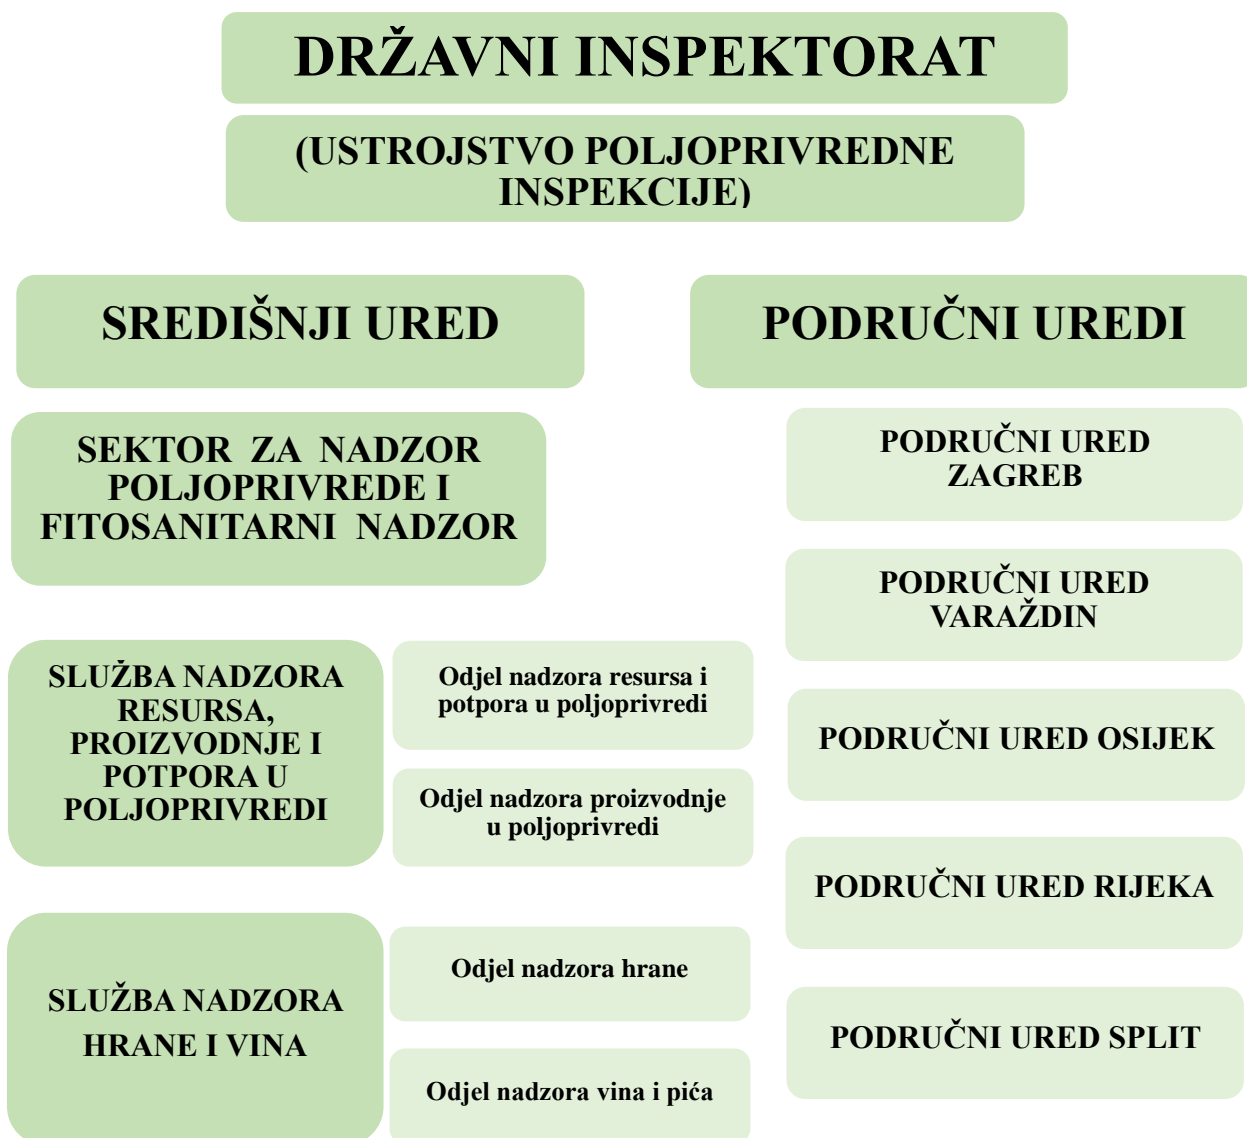 DRŽAVNI INSPEKTORAT
(USTROJSTVO POLJOPRIVREDNE
INSPEKCIJE)
SREDIŠNJI URED
PODRUČNI UREDI
SEKTOR ZA NADZOR
POLJOPRIVREDE I
FITOSANITARNI NADZOR
SLUŽBA NADZORA
RESURSA,
PROIZVODNJE I
POTPORA U
POLJOPRIVREDI
Odjel nadzora resursa i
potpora u poljoprivredi
Odjel nadzora proizvodnje
u poljoprivredi
SLUŽBA NADZORA
HRANE I VINA
Odjel nadzora hrane
Odjel nadzora vina i pića
PODRUČNI URED
ZAGREB
PODRUČNI URED
VARAŽDIN
PODRUČNI URED OSIJEK
PODRUČNI URED RIJEKA
PODRUČNI URED SPLIT